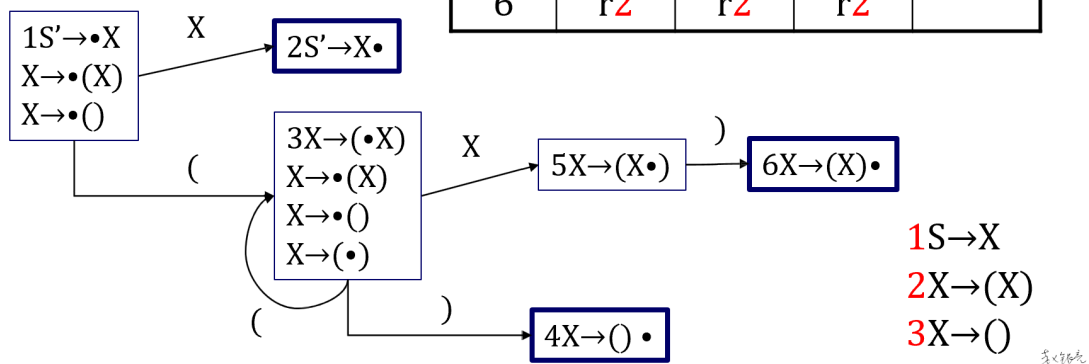 6 r2 r2 r2
1S’→•X
X→•(X)
X→•()
X
2S’→X•
(
3X→(•X)
X→•(X)
X→•()
X→(•)
X
5X→(X•)
)
6X→(X)•
(
)
4X→() •
1S→X
2X→(X)
3X→()